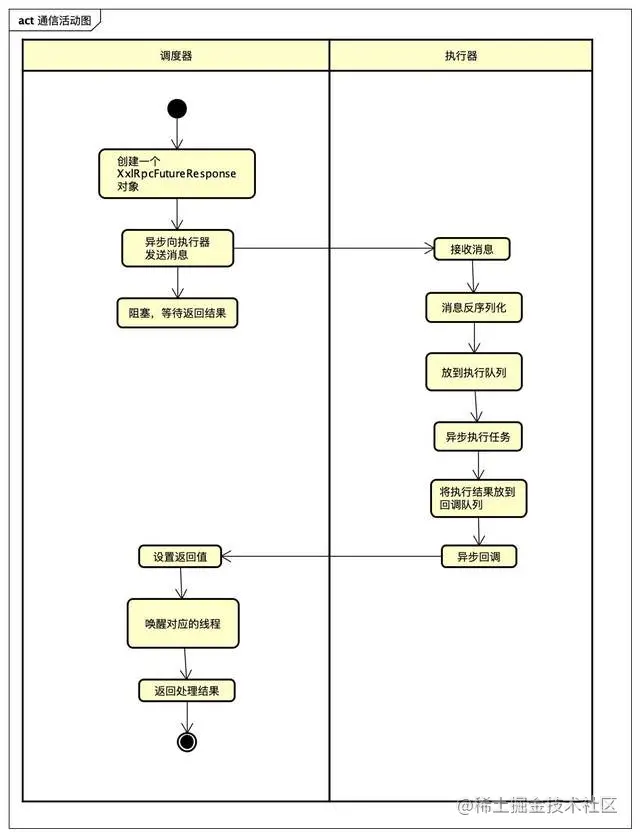 act 通信活动图
调度器
执行器
创建一个
XxlRpcFutureResponse
对象
异步向执行器
发送消息
接收消息
阻塞，等待返回结果
消息反序列化
放到执行队列
异步执行任务
将执行结果放到
回调队列
设置返回值
异步回调
唤醒对应的线程
返回处理结果
@稀土掘金技术社区